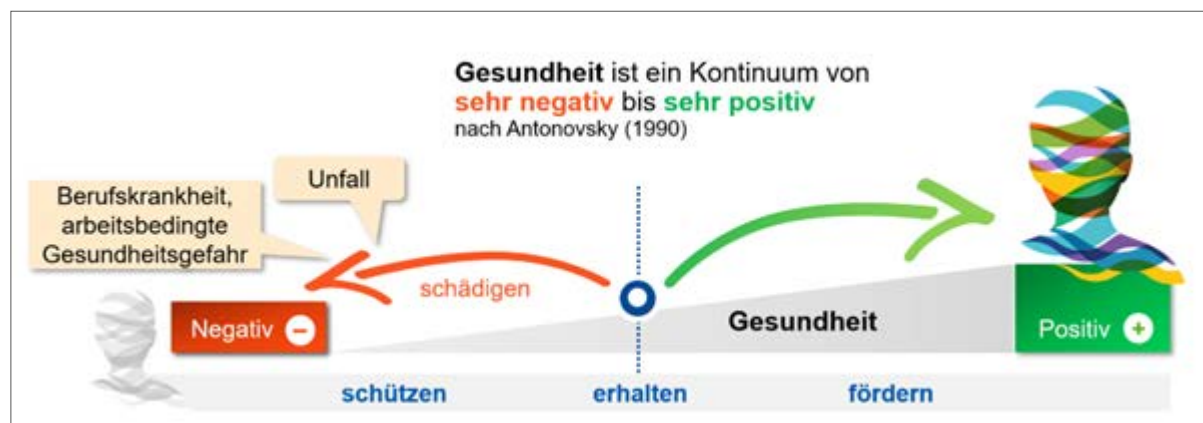 Gesundheit ist ein Kontinuum von
sehr negativ bis sehr positiv
nach Antonovsky (1990)
Unfall
Berufskrankheit,
arbeitsbedingte
Gesundheitsgefahr
schädigen
Negativ
Gesundheit
Positiv
schützen erhalten fördern